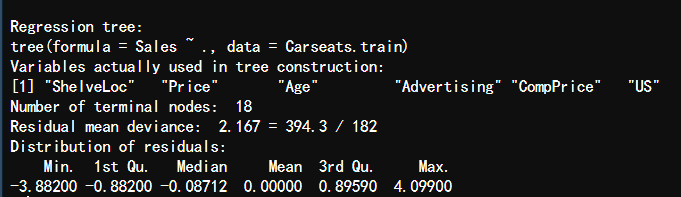 Regression tree:
tree(formula = Sales ~ ., data = Carseats.train)
Variables actually used in tree construction:
[1] "ShelveLoc"   "Price"       "Age"         "Advertising" "CompPrice"   "US"
Number of terminal nodes:  18
Residual mean deviance:  2.167 = 394.3 / 182
Distribution of residuals:
    Min.  1st Qu.   Median     Mean  3rd Qu.     Max.
-3.88200 -0.88200 -0.08712  0.00000  0.89590  4.09900